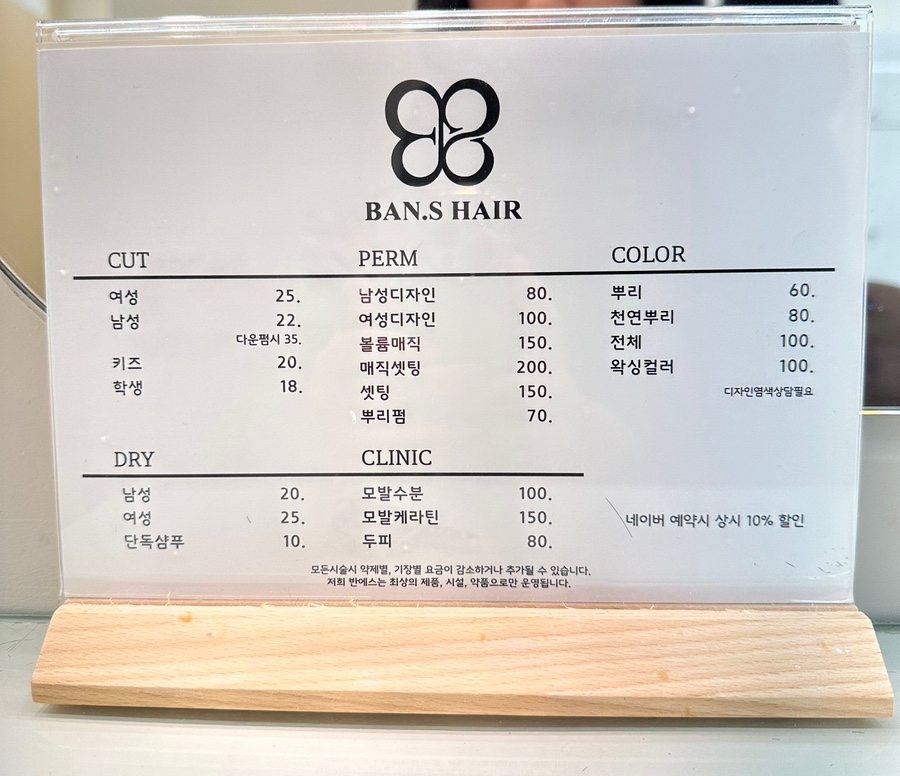 BAN.S HAIR
CUT
여성 25.
남성 22.
다운펌시 35.
키즈 20.
학생 18.
PERM
남성디자인 80.
여성디자인 100.
볼륨매직 150.
매직셋팅 200.
셋팅 150.
뿌리펌 70.
COLOR
뿌리 60.
천연뿌리 80.
전체 100.
왁싱컬러 100.
디자인염색상담필요
DRY
남성 20.
여성 25.
단독샴푸 10.
CLINIC
모발수분 100.
모발케라틴 150.
두피 80.
네이버 예약시 상시 10% 할인
모든시술시 약제별, 기장별 요금이 감소하거나 추가될 수 있습니다.
저희 반에스는 최상의 제품, 시설, 약품으로만 운영됩니다.